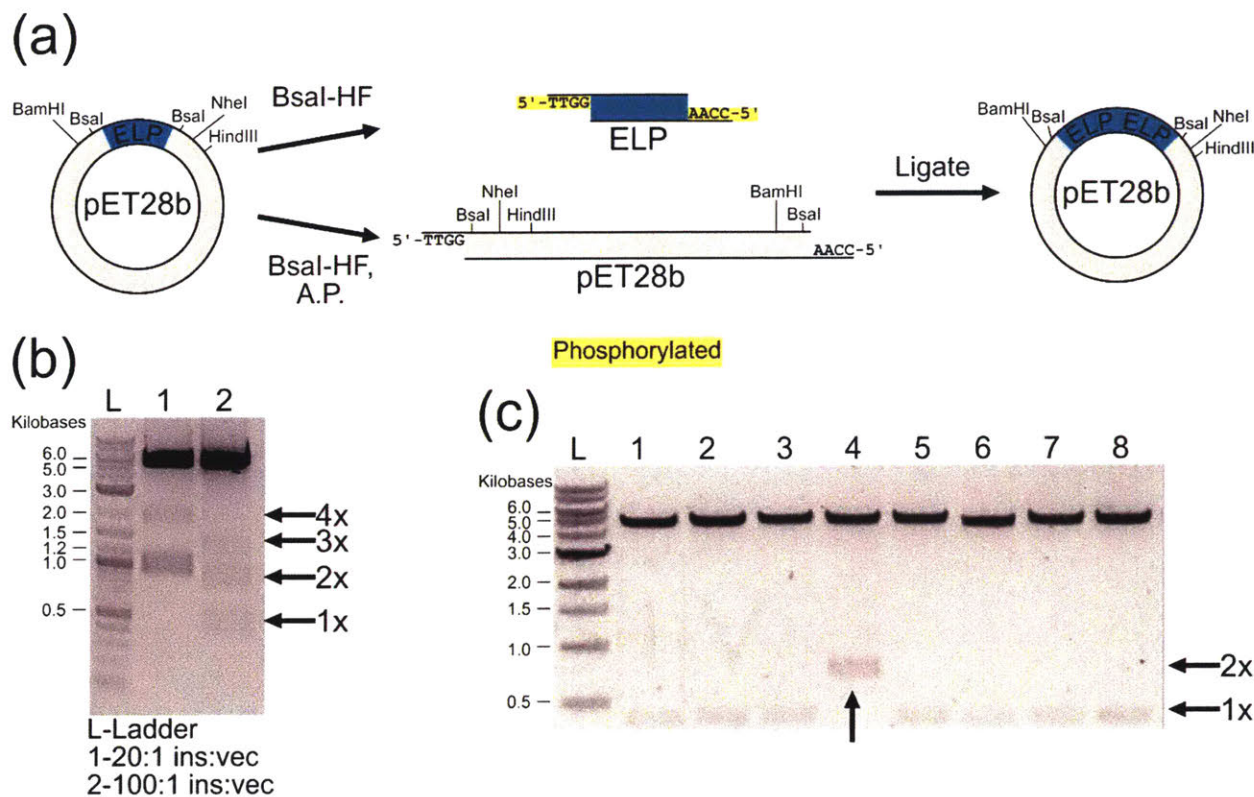 (a)
BamHI
BsaI
ELP
BsaI
NheI
HindIII
pET28b
BsaI-HF
BsaI-HF,
A.P.
5'-TTGG
AACC-5'
ELP
NheI
BsaI
HindIII
BamHI
BsaI
5'-TTGG
AACC-5'
pET28b
Ligate
BamHI
BsaI
ELP ELP
BsaI
NheI
HindIII
pET28b
Phosphorylated
(b)
L 1 2
Kilobases
6.0
5.0
3.0
2.0
1.5
1.2
1.0
0.5
4x
3x
2x
1x
L-Ladder
1-20:1 ins:vec
2-100:1 ins:vec
(c)
L 1 2 3 4 5 6 7 8
Kilobases
6.0
5.0
4.0
3.0
2.0
1.5
1.0
0.5
2x
1x